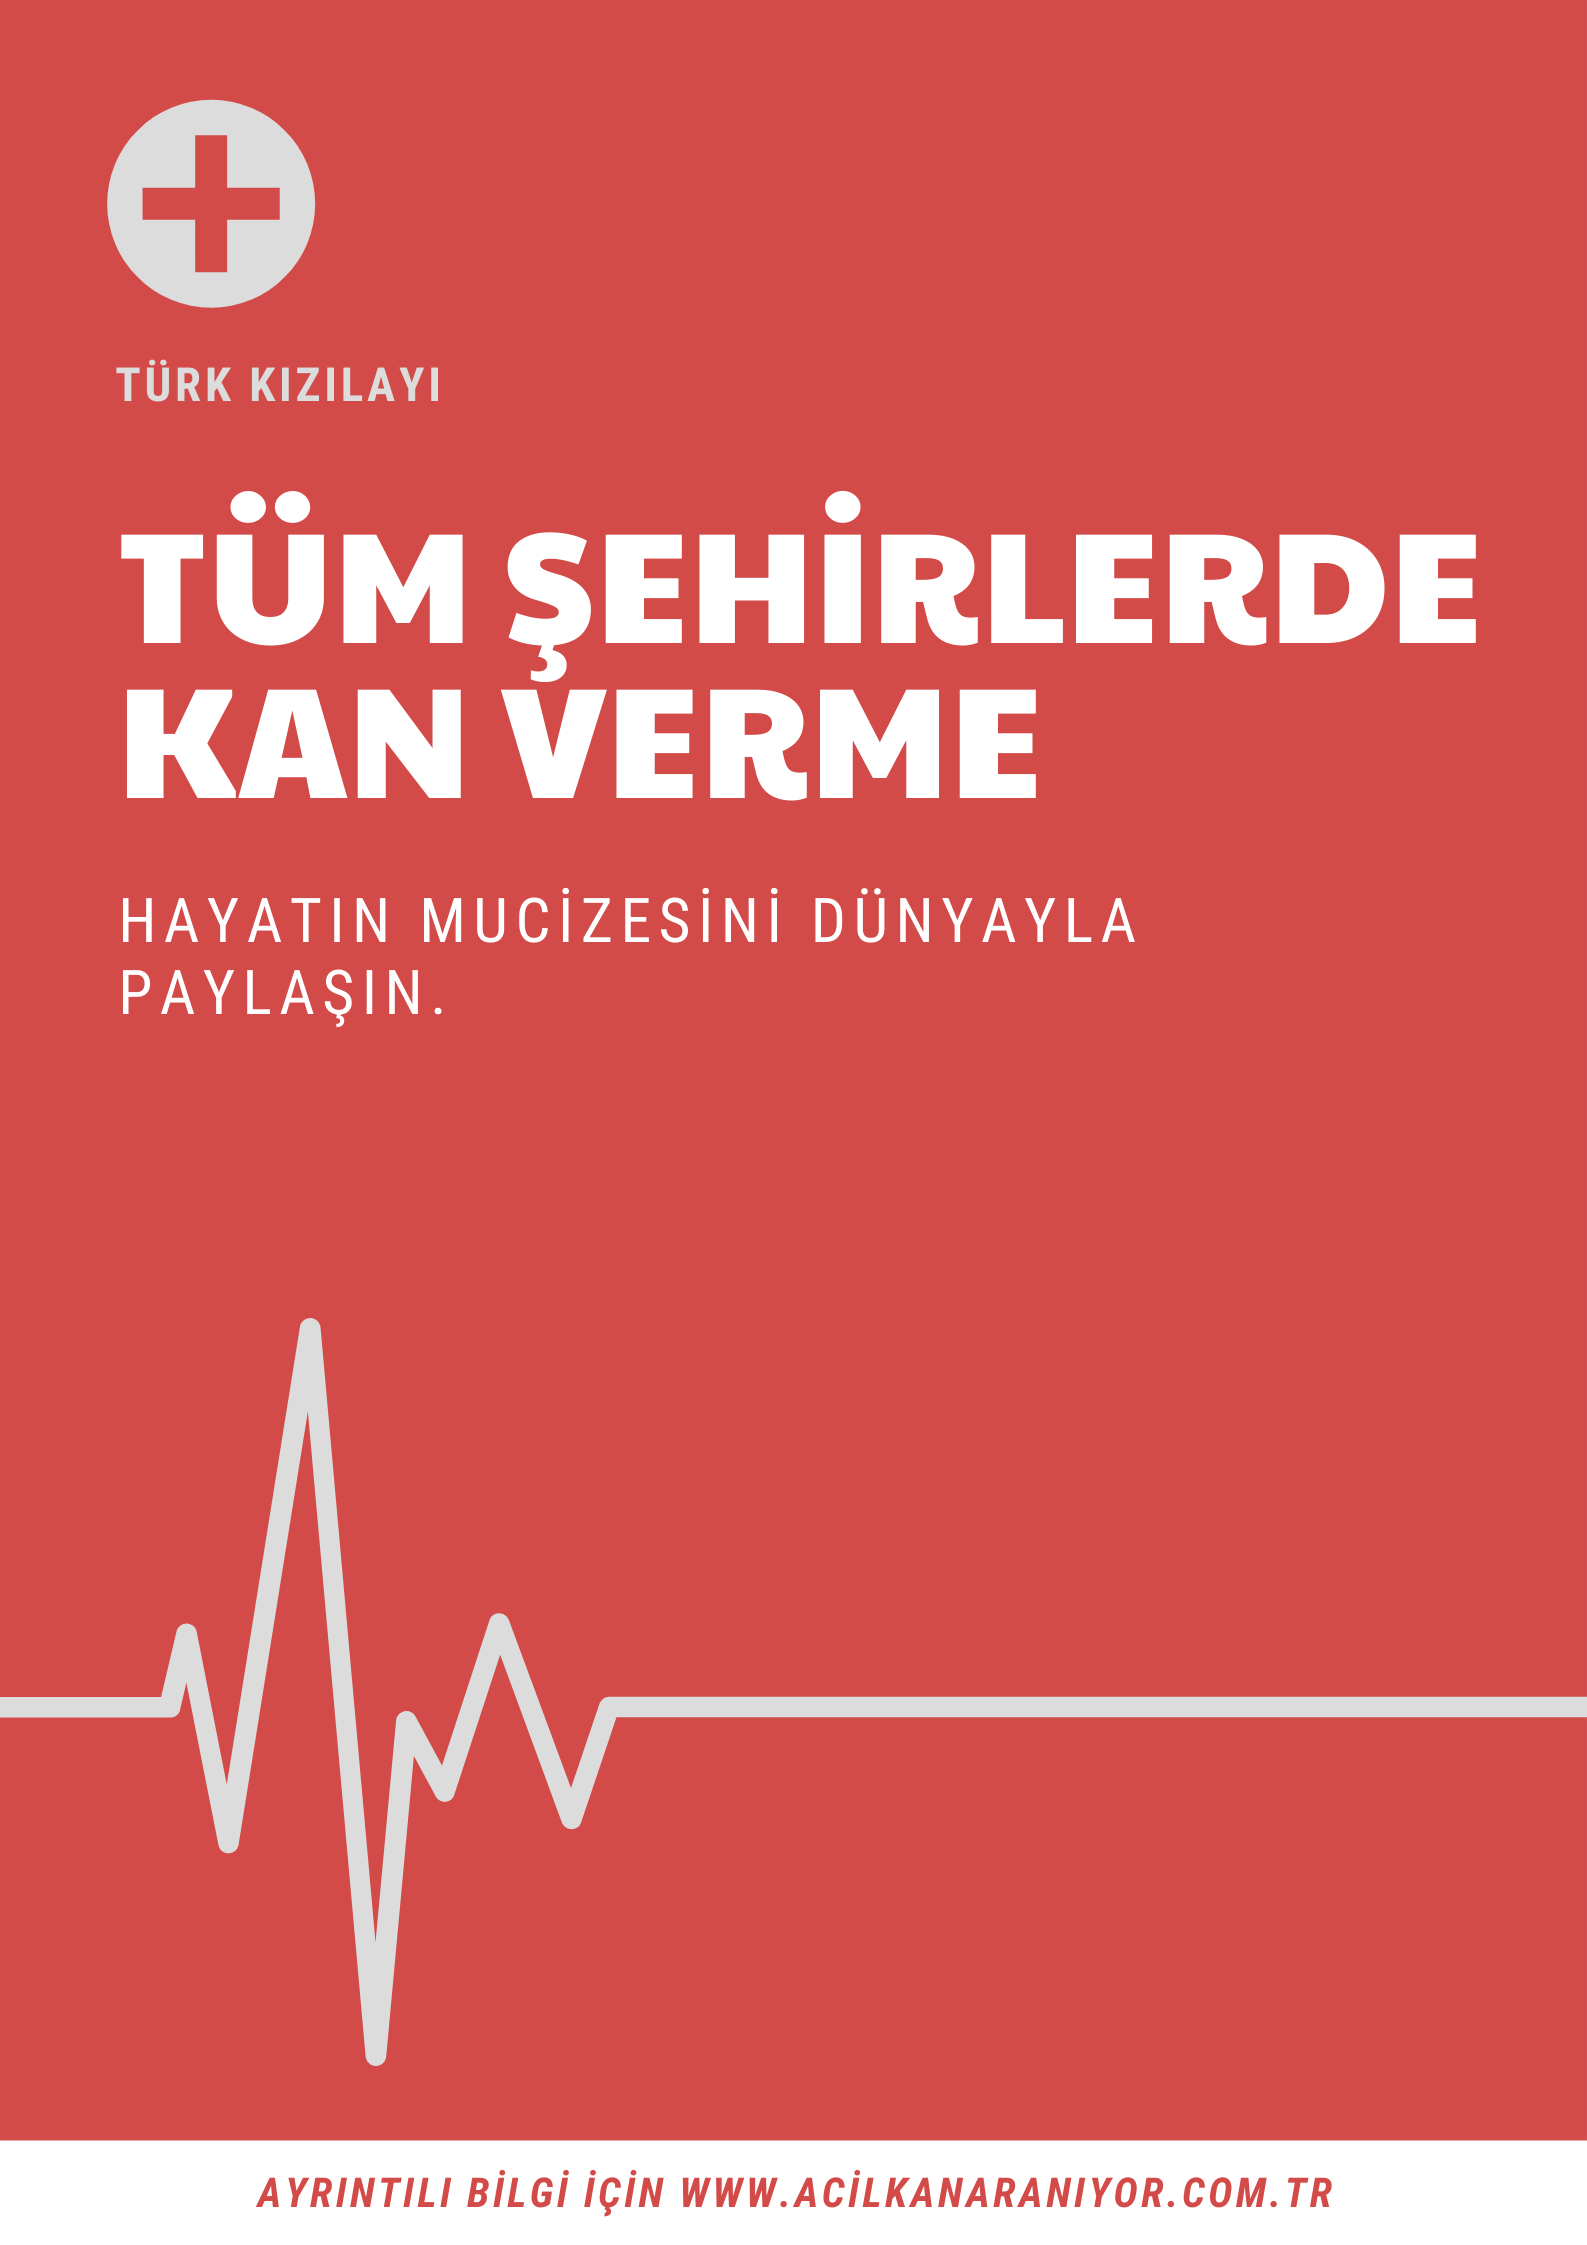 TÜRK KIZILAYI
TÜM ŞEHİRLERDE
KAN VERME
HAYATIN MUCİZESİNİ DÜNYAYLA
PAYLAŞIN.
AYRINTILI BİLGİ İÇİN WWW.ACİLKANARANIYOR.COM.TR